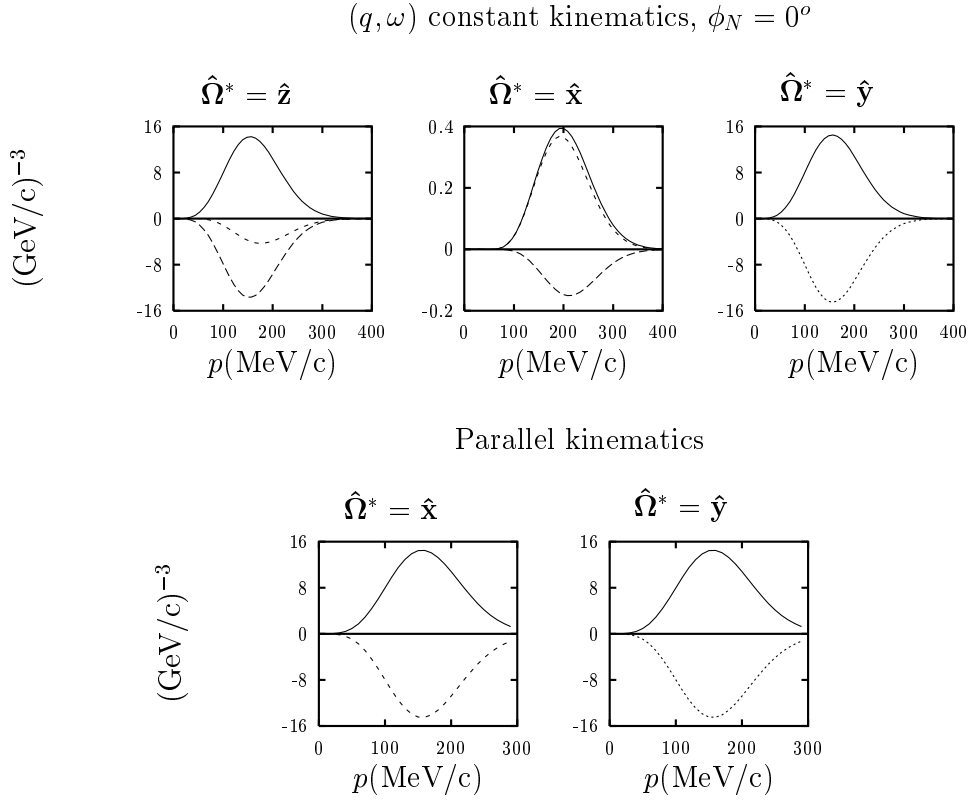 (q, ω) constant kinematics, ϕ_N = 0^o
Ω̂* = ẑ
Ω̂* = x̂
Ω̂* = ŷ
((GeV/c)^−3
16
8
0
-8
-16
0 100 200 300 400
p(MeV/c)
0.4
0.2
0
-0.2
0 100 200 300 400
p(MeV/c)
16
8
0
-8
-16
0 100 200 300 400
p(MeV/c)
Parallel kinematics
Ω̂* = x̂
Ω̂* = ŷ
(GeV/c)^−3
16
8
0
-8
-16
0 100 200 300
p(MeV/c)
16
8
0
-8
-16
0 100 200 300
p(MeV/c)